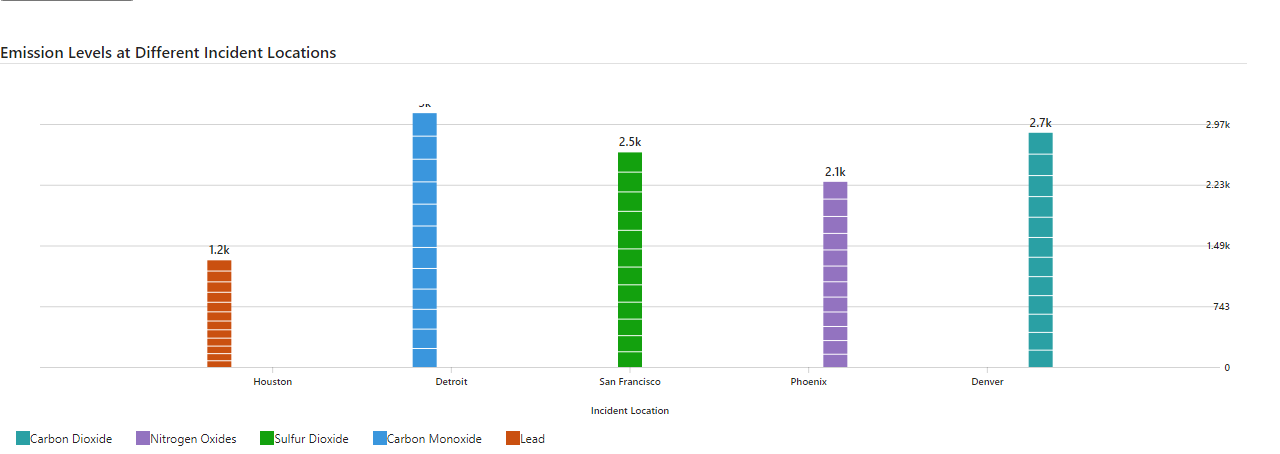 Emission Levels at Different Incident Locations
1.2k
2.5k
2.1k
2.7k
2.97k
2.23k
1.49k
743
0
Houston Detroit San Francisco Phoenix Denver
Incident Location
Carbon Dioxide Nitrogen Oxides Sulfur Dioxide Carbon Monoxide Lead